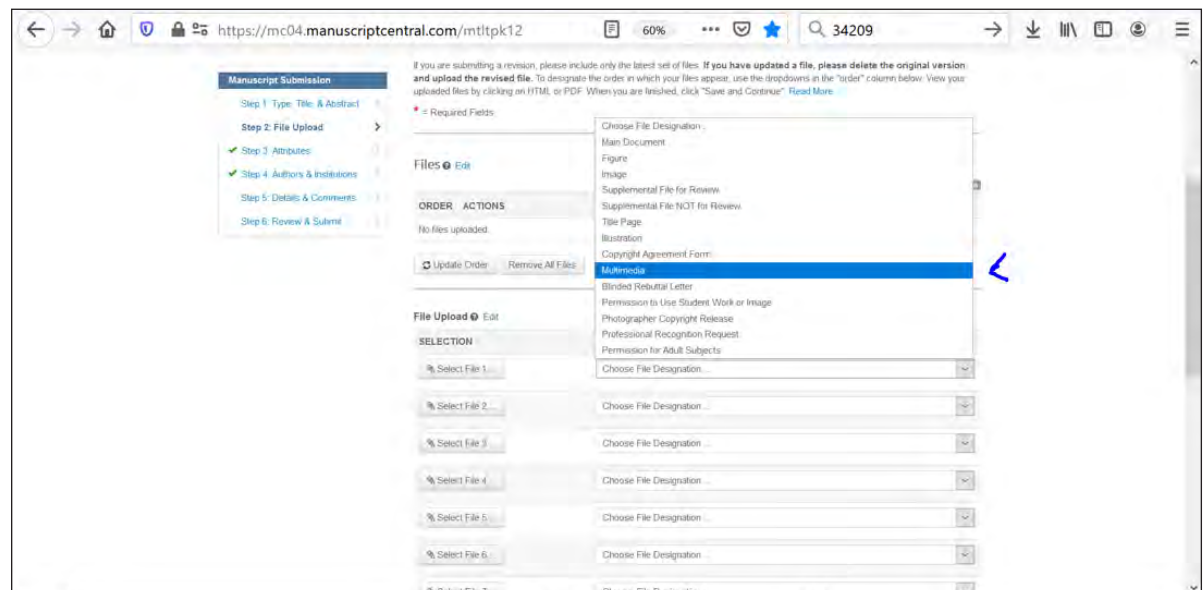 https://mc04.manuscriptcentral.com/mtltpk12
60%
34209
If you are submitting a revision, please include only the latest set of files. If you have updated a file, please delete the original version
and upload the revised file. To designate the order in which your files appear, use the dropdowns in the "order" column below. View your
uploaded files by clicking on HTML or PDF. When you are finished, click "Save and Continue". Read More
* = Required Fields
Manuscript Submission
Step 1: Type, Title, & Abstract
Step 2: File Upload
Step 3: Attributes
Step 4: Authors & Institutions
Step 5: Details & Comments
Step 6: Review & Submit
Files Edit
ORDER ACTIONS
No files uploaded.
Update Order Remove All Files
Choose File Designation...
Main Document
Figure
Image
Supplemental File for Review
Supplemental File NOT for Review
Title Page
Illustration
Copyright Agreement Form
Multimedia
Blinded Rebuttal Letter
Permission to Use Student Work or Image
Photographer Copyright Release
Professional Recognition Request
Permission for Adult Subjects
File Upload Edit
SELECTION
Select File 1... Choose File Designation...
Select File 2... Choose File Designation...
Select File 3... Choose File Designation...
Select File 4... Choose File Designation...
Select File 5... Choose File Designation...
Select File 6... Choose File Designation...